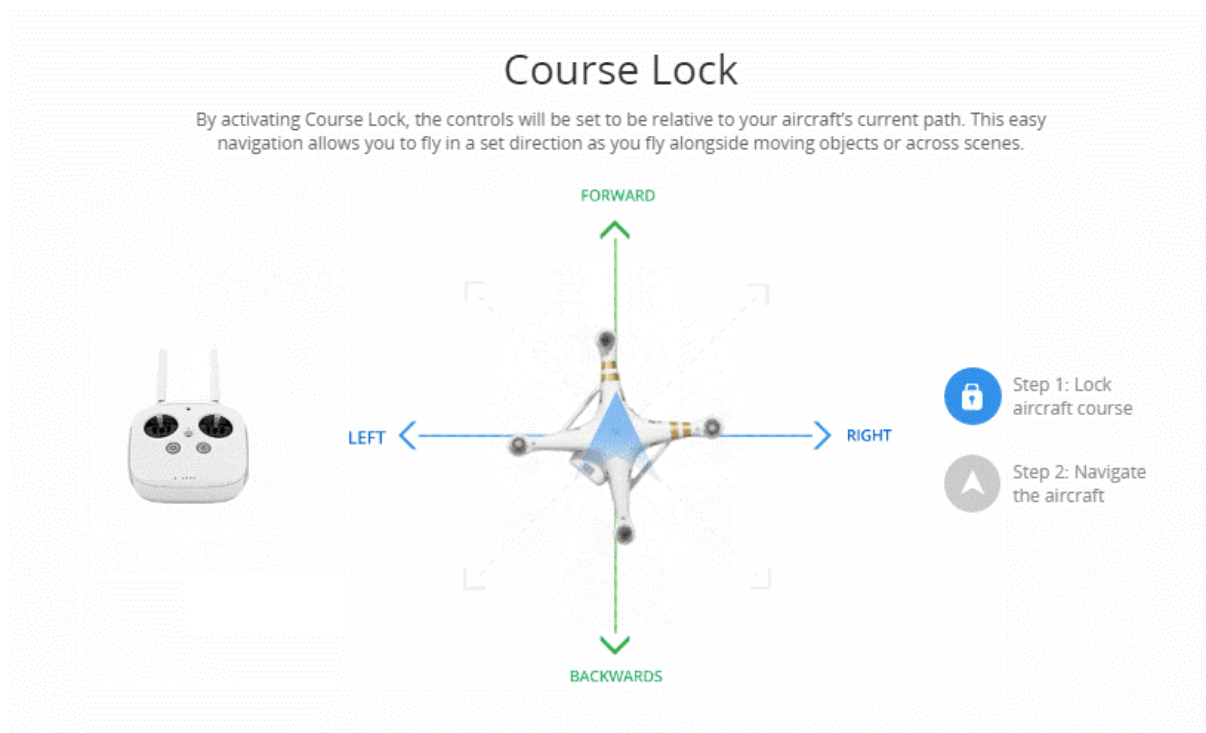 Course Lock
By activating Course Lock, the controls will be set to be relative to your aircraft's current path. This easy
navigation allows you to fly in a set direction as you fly alongside moving objects or across scenes.
FORWARD
LEFT
RIGHT
Step 1: Lock
aircraft course
Step 2: Navigate
the aircraft
BACKWARDS